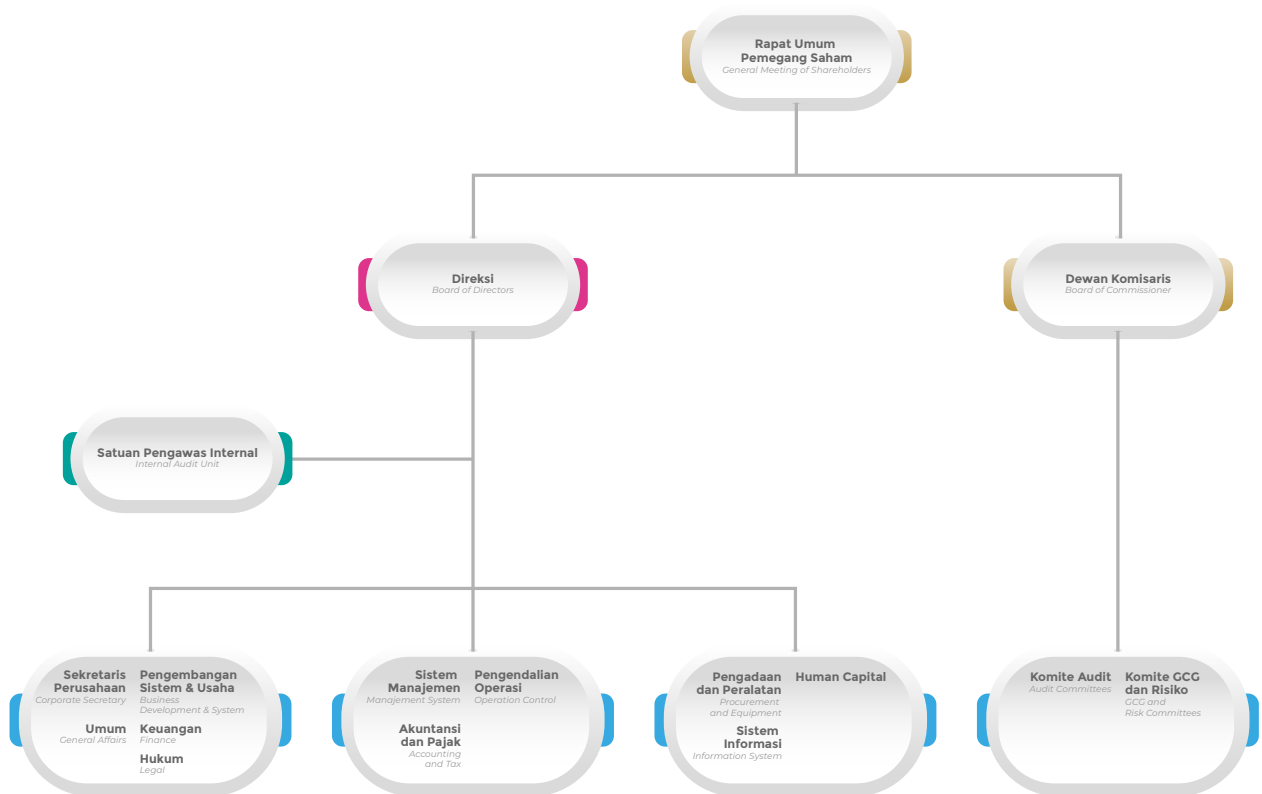 Rapat Umum
Pemegang Saham
General Meeting of Shareholders
Direksi
Board of Directors
Dewan Komisaris
Board of Commissioner
Satuan Pengawas Internal
Internal Audit Unit
Sekretaris
Perusahaan
Corporate Secretary
Umum
General Affairs
Pengembangan
Sistem & Usaha
Business
Development & System
Keuangan
Finance
Hukum
Legal
Sistem
Manajemen
Management System
Akuntansi
dan Pajak
Accounting
and Tax
Pengendalian
Operasi
Operation Control
Pengadaan
dan Peralatan
Procurement
and Equipment
Sistem
Informasi
Information System
Human Capital
Komite Audit
Audit Committees
Komite GCG
dan Risiko
GCG and
Risk Committees